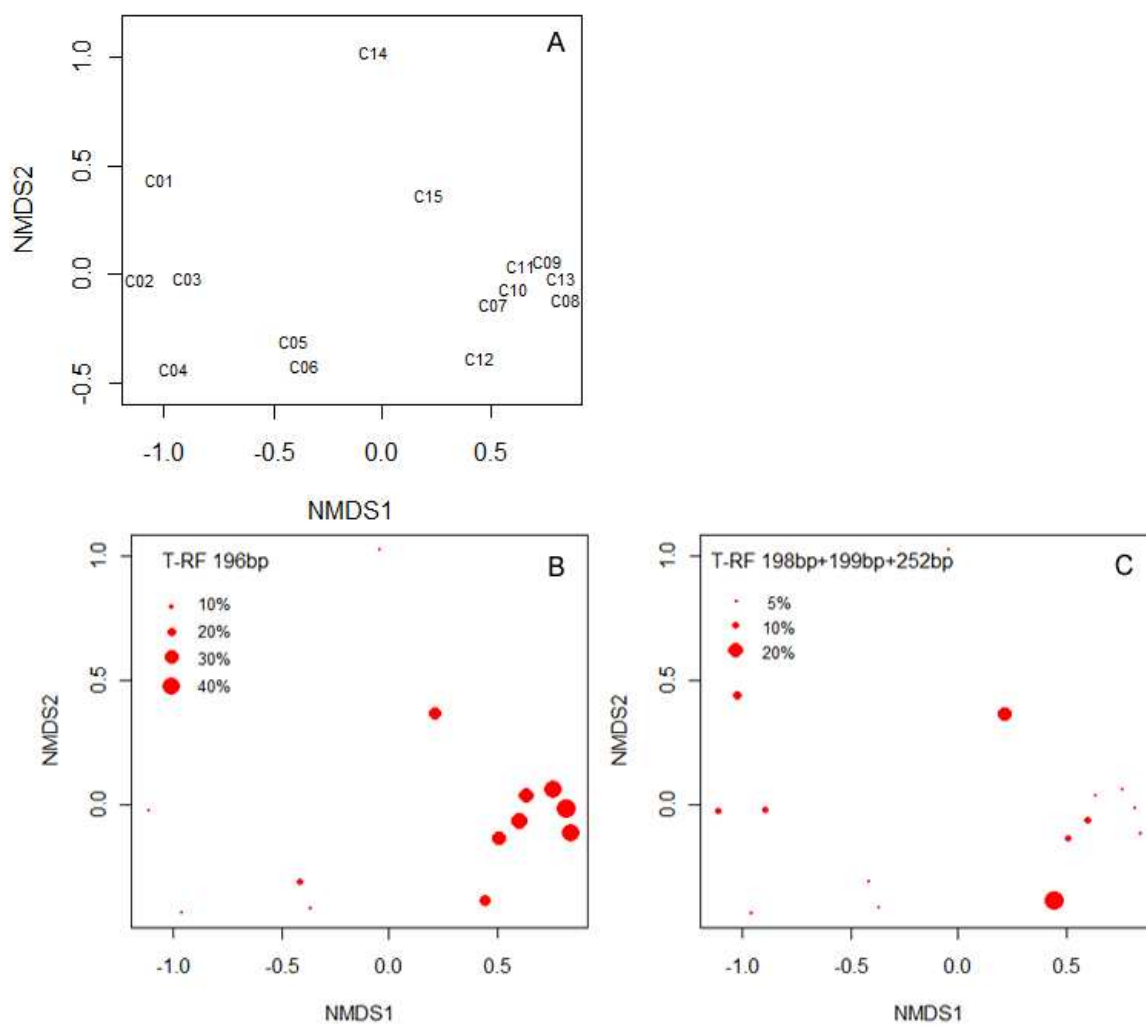 A
C14
C01
C15
C11 C09
C02 C03 C13
C10 C08
C07
C05
C06 C12
C04
1.0
0.5
0.0
-0.5
NMDS2
-1.0 -0.5 0.0 0.5
NMDS1
T-RF 196bp B
10%
20%
30%
40%
1.0
0.5
0.0
NMDS2
-1.0 -0.5 0.0 0.5
NMDS1
T-RF 198bp+199bp+252bp C
5%
10%
20%
1.0
0.5
0.0
NMDS2
-1.0 -0.5 0.0 0.5
NMDS1